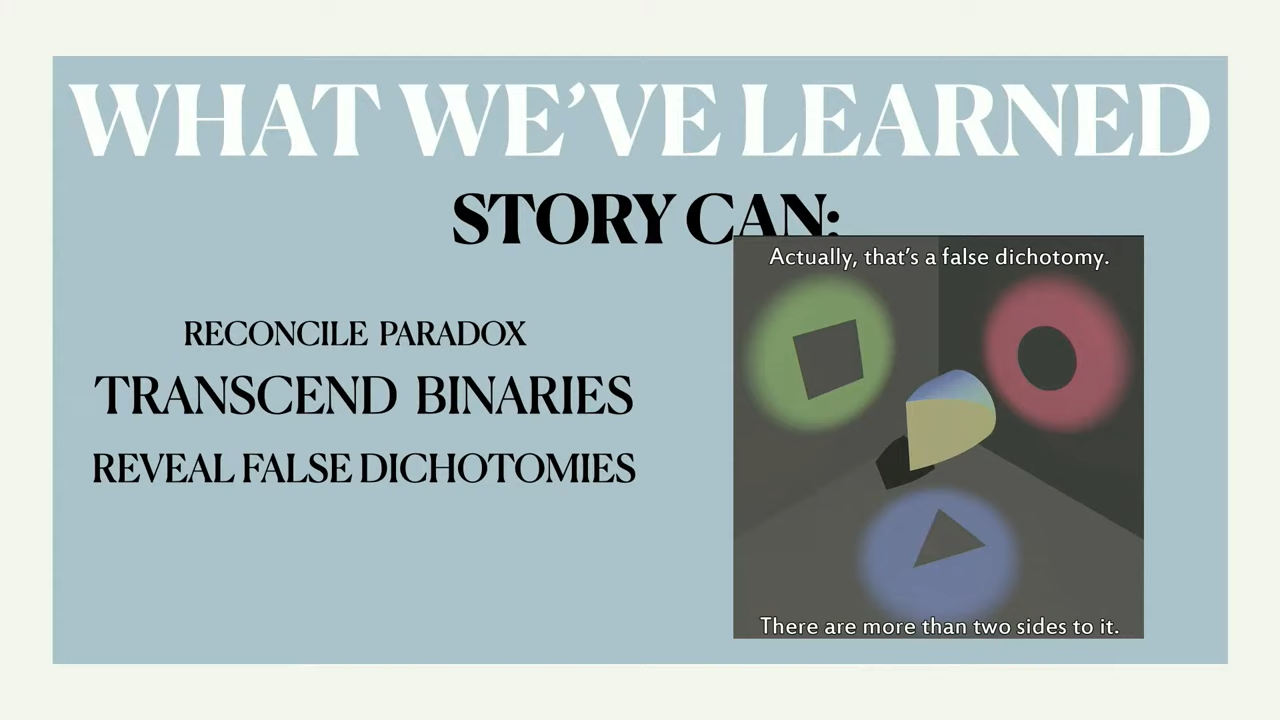 WHAT WE’VE LEARNED
STORY CAN:
RECONCILE PARADOX
TRANSCEND BINARIES
REVEAL FALSE DICHOTOMIES
Actually, that’s a false dichotomy.
There are more than two sides to it.